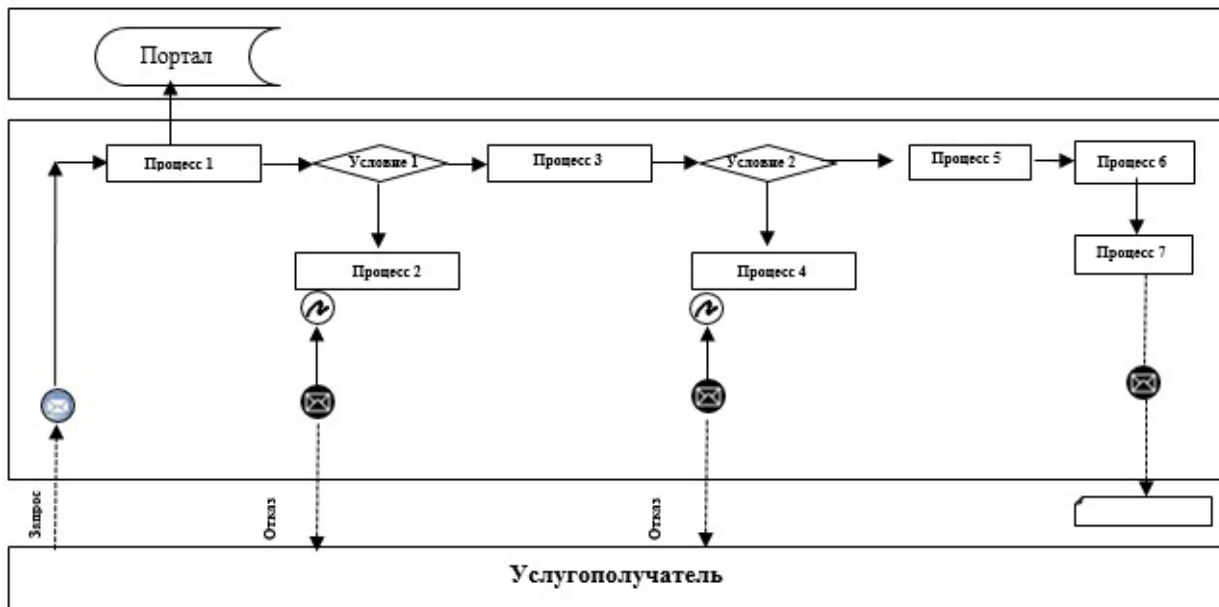 Портал
Процесс 1
Условие 1
Процесс 3
Условие 2
Процесс 5
Процесс 6
Процесс 2
Процесс 4
Процесс 7
Запрос
Отказ
Отказ
Услугополучатель